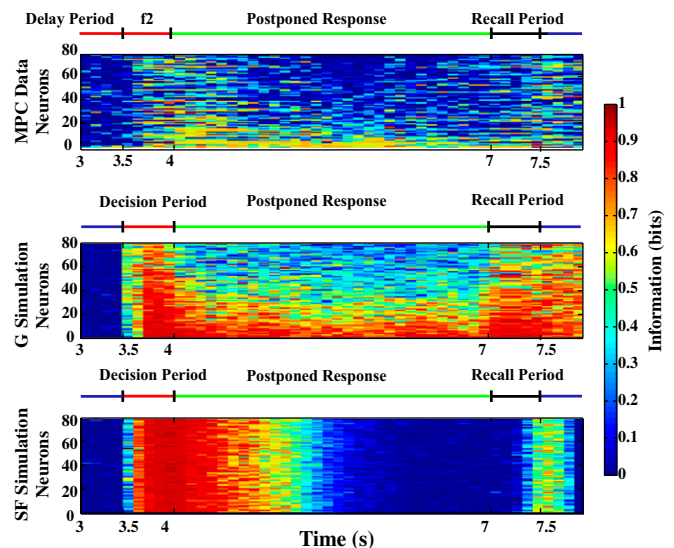 Delay Period f2 Postponed Response Recall Period
MPC Data
Neurons
80
60
40
20
0
3 3.5 4 7 7.5
Decision Period Postponed Response Recall Period
G Simulation
Neurons
80
60
40
20
0
3 3.5 4 7 7.5
Decision Period Postponed Response Recall Period
SF Simulation
Neurons
80
60
40
20
0
3 3.5 4 7 7.5
Time (s)
1
0.9
0.8
0.7
0.6
0.5
0.4
0.3
0.2
0.1
0
Information (bits)